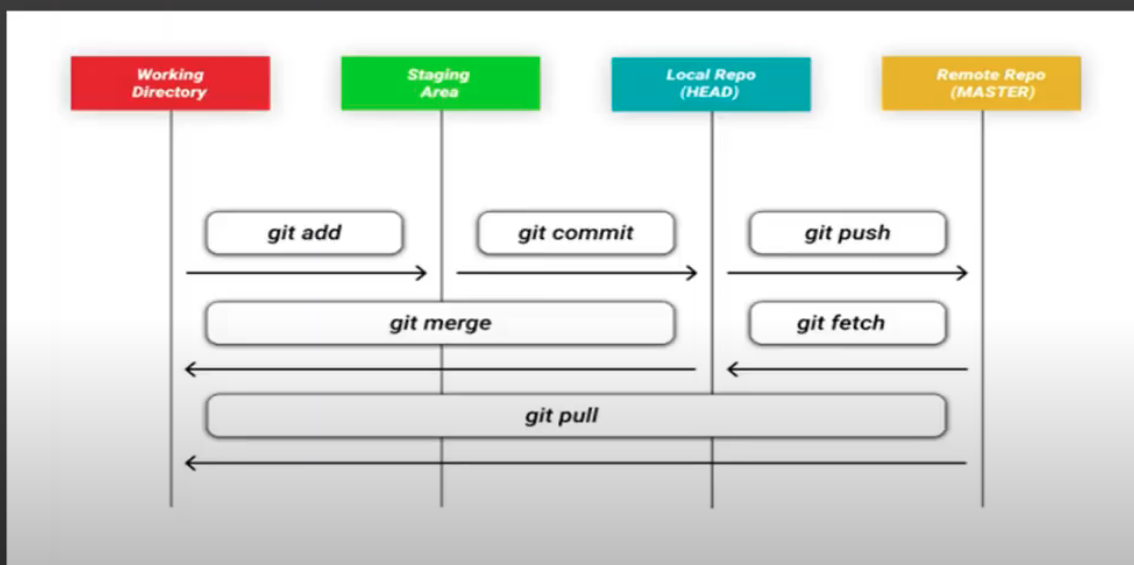 Working
Directory
Staging
Area
Local Repo
(HEAD)
Remote Repo
(MASTER)
git add
git commit
git push
git merge
git fetch
git pull